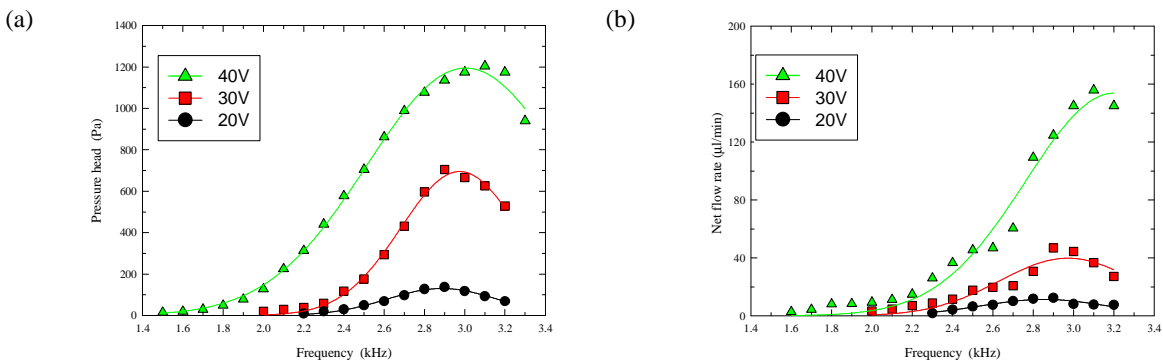 (a)
1400
1200
1000
800
600
400
200
0
1.4 1.6 1.8 2.0 2.2 2.4 2.6 2.8 3.0 3.2 3.4
Pressure head (Pa)
Frequency (kHz)
40V
30V
20V
(b)
200
160
120
80
40
0
1.4 1.6 1.8 2.0 2.2 2.4 2.6 2.8 3.0 3.2 3.4
Net flow rate (μl/min)
Frequency (kHz)
40V
30V
20V